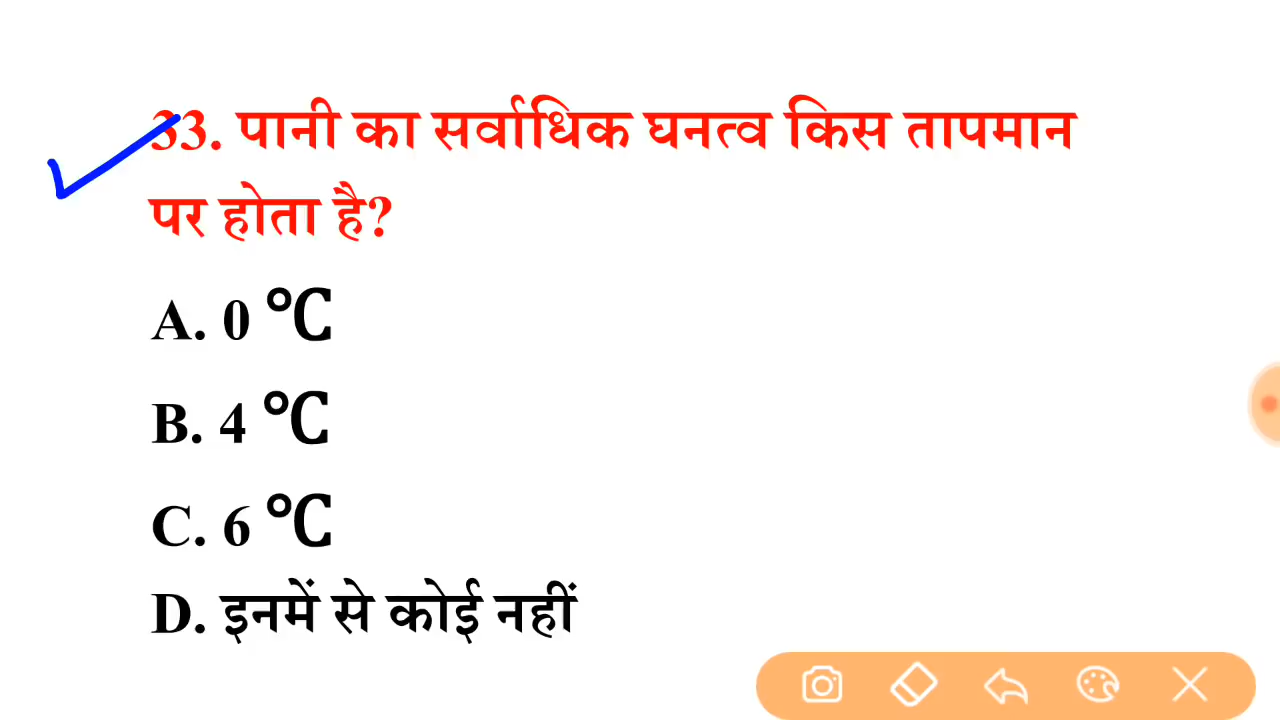 33. पानी का सर्वाधिक घनत्व किस तापमान
पर होता है?
A. 0 ℃
B. 4 ℃
C. 6 ℃
D. इनमें से कोई नहीं